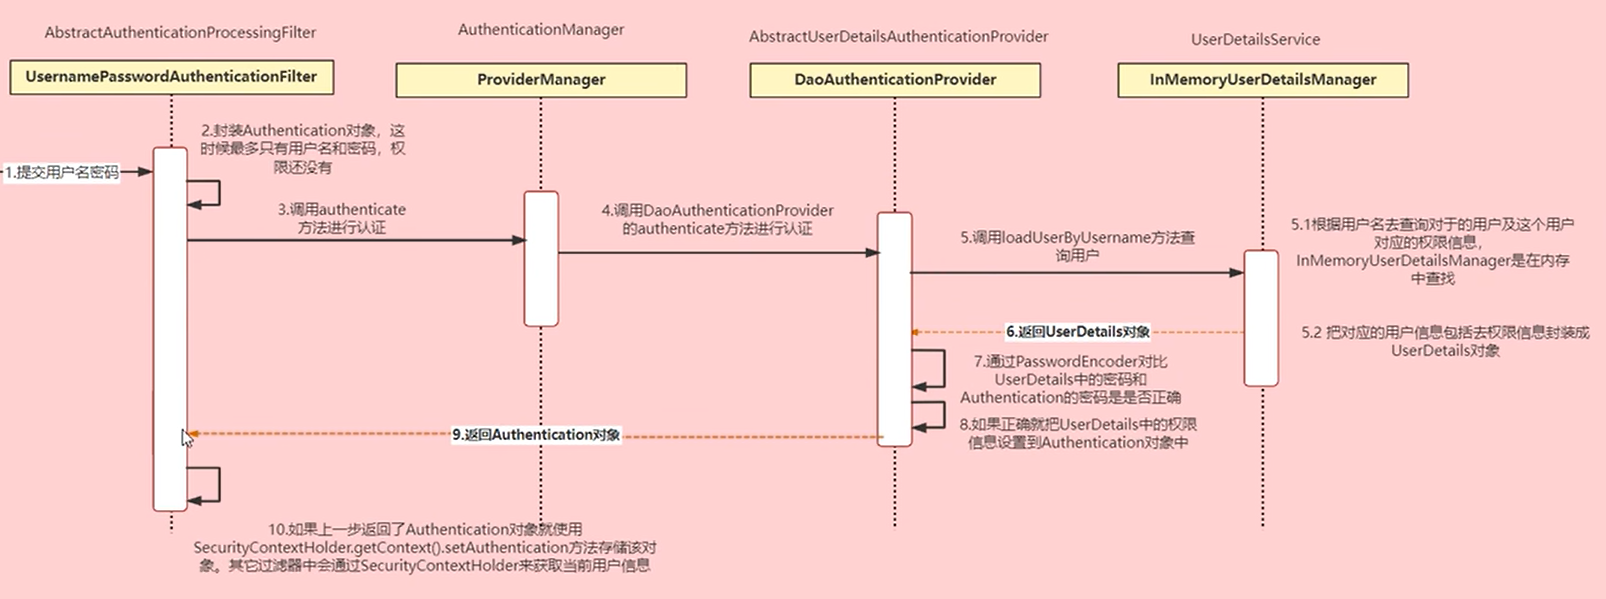 AbstractAuthenticationProcessingFilter
AuthenticationManager
AbstractUserDetailsAuthenticationProvider
UserDetailsService
UsernamePasswordAuthenticationFilter
ProviderManager
DaoAuthenticationProvider
InMemoryUserDetailsManager
1.提交用户名密码
2.封装Authentication对象，这
时候最多只有用户名和密码，权
限还没有
3.调用authenticate
方法进行认证
4.调用DaoAuthenticationProvider
的authenticate方法进行认证
5.调用loadUserByUsername方法查
询用户
5.1根据用户名去查询对于的用户及这个用户
对应的权限信息，
InMemoryUserDetailsManager是在内存
中查找
5.2 把对应的用户信息包括去权限信息封装成
UserDetails对象
6.返回UserDetails对象
7.通过PasswordEncoder对比
UserDetails中的密码和
Authentication的密码是是否正确
8.如果正确就把UserDetails中的权限
信息设置到Authentication对象中
9.返回Authentication对象
10.如果上一步返回了Authentication对象就使用
SecurityContextHolder.getContext().setAuthentication方法存储该对
象。其它过滤器中会通过SecurityContextHolder来获取当前用户信息